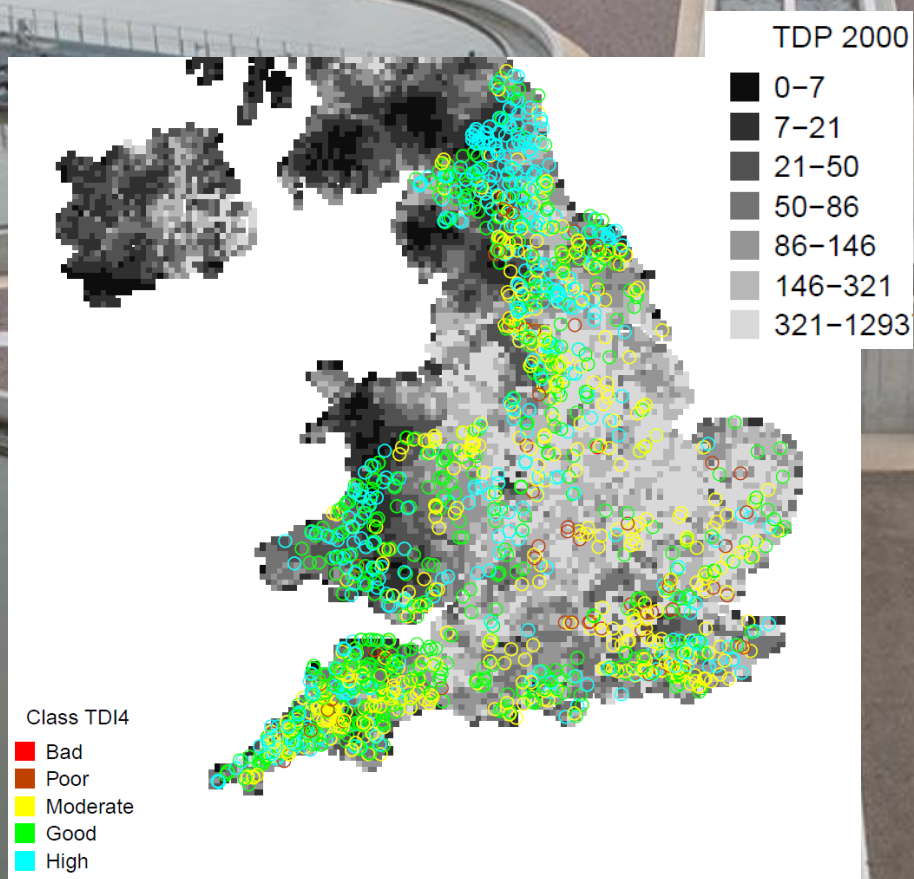 TDP 2000
0−7
7−21
21−50
50−86
86−146
146−321
321−1293
Class TDI4
Bad
Poor
Moderate
Good
High